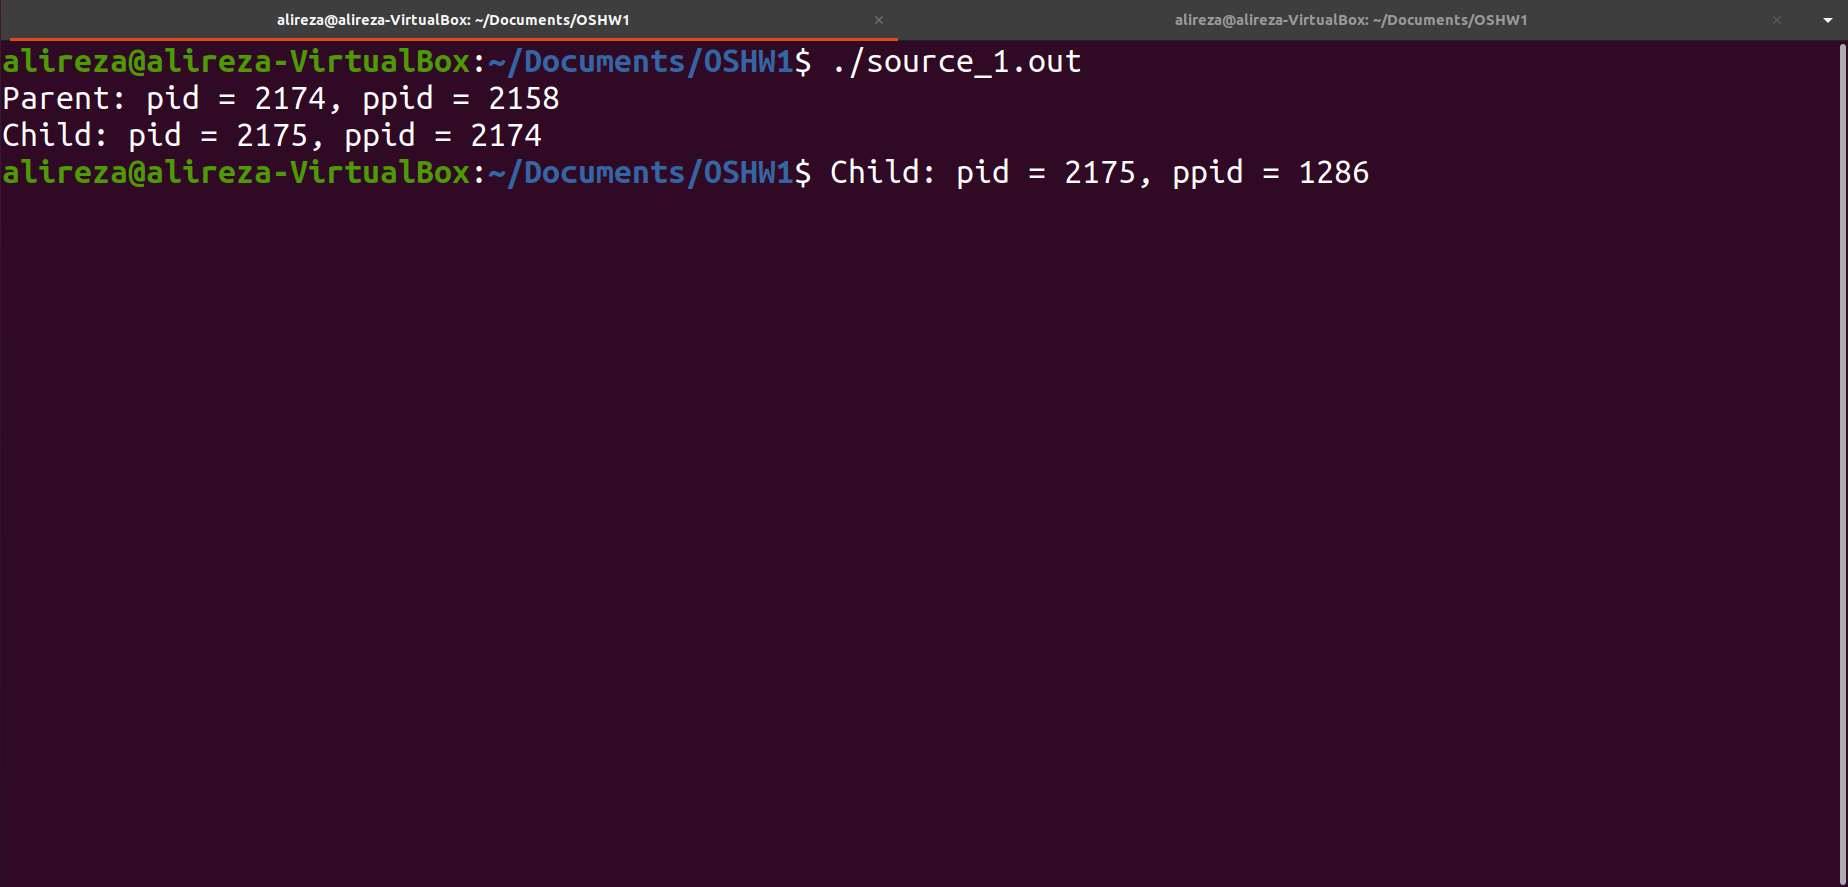 alireza@alireza-VirtualBox: ~/Documents/OSHW1 × alireza@alireza-VirtualBox: ~/Documents/OSHW1 ×
alireza@alireza-VirtualBox:~/Documents/OSHW1$ ./source_1.out
Parent: pid = 2174, ppid = 2158
Child: pid = 2175, ppid = 2174
alireza@alireza-VirtualBox:~/Documents/OSHW1$ Child: pid = 2175, ppid = 1286